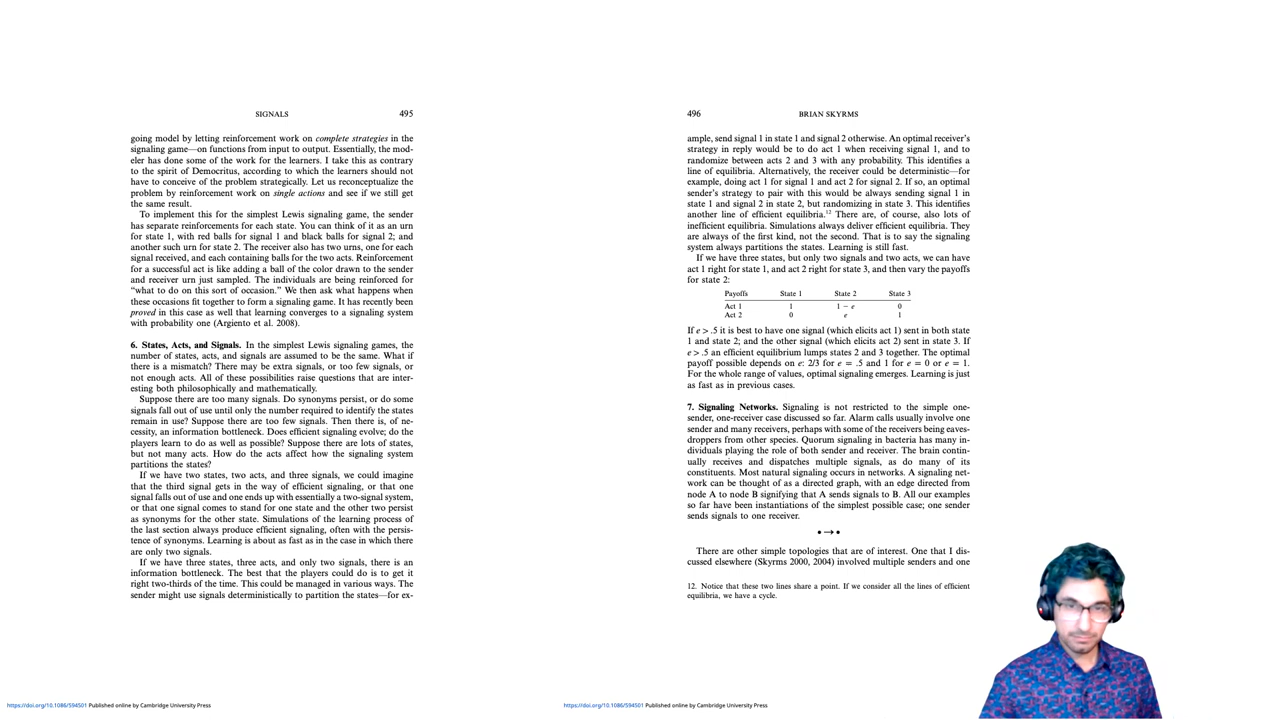 SIGNALS 495
going model by letting reinforcement work on complete strategies in the
signaling game—on functions from input to output. Essentially, the mod-
eler has done some of the work for the learners. I take this as contrary
to the spirit of Democritus, according to which the learners should not
have to conceive of the problem strategically. Let us reconceptualize the
problem by reinforcement work on single actions and see if we still get
the same result.
To implement this for the simplest Lewis signaling game, the sender
has separate reinforcements for each state. You can think of it as an urn
for state 1, with red balls for signal 1 and black balls for signal 2; and
another such urn for state 2. The receiver also has two urns, one for each
signal received, and each containing balls for the two acts. Reinforcement
for a successful act is like adding a ball of the color drawn to the sender
and receiver urn just sampled. The individuals are being reinforced for
“what to do on this sort of occasion.” We then ask what happens when
these occasions fit together to form a signaling game. It has recently been
proved in this case as well that learning converges to a signaling system
with probability one (Argiento et al. 2008).
6. States, Acts, and Signals. In the simplest Lewis signaling games, the
number of states, acts, and signals are assumed to be the same. What if
there is a mismatch? There may be extra signals, or too few signals, or
not enough acts. All of these possibilities raise questions that are inter-
esting both philosophically and mathematically.
Suppose there are too many signals. Do synonyms persist, or do some
signals fall out of use until only the number required to identify the states
remain in use? Suppose there are too few signals. Then there is, of ne-
cessity, an information bottleneck. Does efficient signaling evolve; do the
players learn to do as well as possible? Suppose there are lots of states,
but not many acts. How do the acts affect how the signaling system
partitions the states?
If we have two states, two acts, and three signals, we could imagine
that the third signal gets in the way of efficient signaling, or that one
signal falls out of use and one ends up with essentially a two-signal system,
or that one signal comes to stand for one state and the other two persist
as synonyms for the other state. Simulations of the learning process of
the last section always produce efficient signaling, often with the persis-
tence of synonyms. Learning is about as fast as in the case in which there
are only two signals.
If we have three states, three acts, and only two signals, there is an
information bottleneck. The best that the players could do is to get it
right two-thirds of the time. This could be managed in various ways. The
sender might use signals deterministically to partition the states—for ex-
https://doi.org/10.1086/594501 Published online by Cambridge University Press
496 BRIAN SKYRMS
ample, send signal 1 in state 1 and signal 2 otherwise. An optimal receiver’s
strategy in reply would be to do act 1 when receiving signal 1, and to
randomize between acts 2 and 3 with any probability. This identifies a
line of equilibria. Alternatively, the receiver could be deterministic—for
example, doing act 1 for signal 1 and act 2 for signal 2. If so, an optimal
sender’s strategy to pair with this would be always sending signal 1 in
state 1 and signal 2 in state 2, but randomizing in state 3. This identifies
another line of efficient equilibria.12 There are, of course, also lots of
inefficient equilibria. Simulations always deliver efficient equilibria. They
are always of the first kind, not the second. That is to say the signaling
system always partitions the states. Learning is still fast.
If we have three states, but only two signals and two acts, we can have
act 1 right for state 1, and act 2 right for state 3, and then vary the payoffs
for state 2:
Payoffs State 1 State 2 State 3
Act 1 1 1 − e 0
Act 2 0 e 1
If e > .5 it is best to have one signal (which elicits act 1) sent in both state
1 and state 2; and the other signal (which elicits act 2) sent in state 3. If
e > .5 an efficient equilibrium lumps states 2 and 3 together. The optimal
payoff possible depends on e: 2/3 for e = .5 and 1 for e = 0 or e = 1.
For the whole range of values, optimal signaling emerges. Learning is just
as fast as in previous cases.
7. Signaling Networks. Signaling is not restricted to the simple one-
sender, one-receiver case discussed so far. Alarm calls usually involve one
sender and many receivers, perhaps with some of the receivers being eaves-
droppers from other species. Quorum signaling in bacteria has many in-
dividuals playing the role of both sender and receiver. The brain contin-
ually receives and dispatches multiple signals, as do many of its
constituents. Most natural signaling occurs in networks. A signaling net-
work can be thought of as a directed graph, with an edge directed from
node A to node B signifying that A sends signals to B. All our examples
so far have been instantiations of the simplest possible case; one sender
sends signals to one receiver.
•→•
There are other simple topologies that are of interest. One that I dis-
cussed elsewhere (Skyrms 2000, 2004) involved multiple senders and one
12. Notice that these two lines share a point. If we consider all the lines of efficient
equilibria, we have a cycle.
https://doi.org/10.1086/594501 Published online by Cambridge University Press